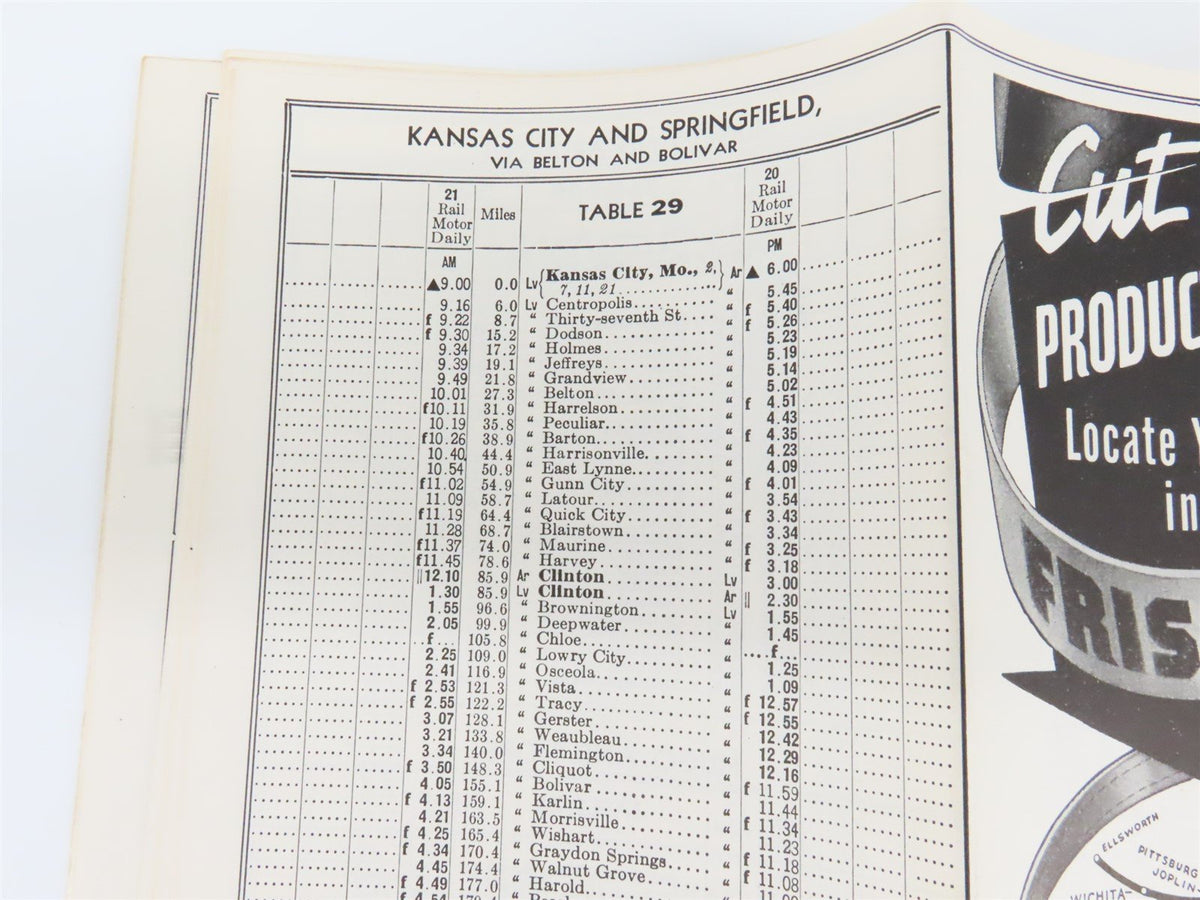 KANSAS CITY AND SPRINGFIELD,
VIA BELTON AND BOLIVAR
21 Rail Motor Daily Miles TABLE 29 20 Rail Motor Daily
AM PM
▲9.00 0.0 Lv {Kansas City, Mo., 2, 7, 11, 21} Ar ▲ 6.00
9.16 6.0 Lv Centropolis “ 5.45
f 9.22 8.7 “ Thirty-seventh St. “ f 5.40
f 9.30 15.2 “ Dodson “ f 5.26
9.34 17.2 “ Holmes “ 5.23
9.39 19.1 “ Jeffreys “ 5.19
9.49 21.8 “ Grandview “ 5.14
10.01 27.3 “ Belton “ 5.02
f10.11 31.9 “ Harrelson “ f 4.51
10.19 35.8 “ Peculiar “ 4.43
f10.26 38.9 “ Barton “ f 4.35
10.40 44.4 “ Harrisonville “ 4.23
10.54 50.9 “ East Lynne “ 4.09
f11.02 54.9 “ Gunn City “ f 4.01
11.09 58.7 “ Latour “ 3.54
f11.19 64.4 “ Quick City “ f 3.43
11.28 68.7 “ Blairstown “ 3.34
f11.37 74.0 “ Maurine “ f 3.25
f11.45 78.6 “ Harvey “ f 3.18
||12.10 85.9 Ar Clinton Lv 3.00
1.30 85.9 Lv Clinton Ar || 2.30
1.55 96.6 “ Brownington Lv 1.55
2.05 99.9 “ Deepwater “ 1.45
f 105.8 “ Chloe “ f
2.25 109.0 “ Lowry City “ 1.25
2.41 116.9 “ Osceola “ 1.09
f 2.53 121.3 “ Vista “ f 12.57
f 2.55 122.2 “ Tracy “ f 12.55
3.07 128.1 “ Gerster “ 12.42
3.21 133.8 “ Weaubleau “ 12.29
3.34 140.0 “ Flemington “ 12.16
f 3.50 148.3 “ Cliquot “ f 11.59
4.05 155.1 “ Bolivar “ 11.44
f 4.13 159.1 “ Karlin “ f 11.34
4.21 163.5 “ Morrisville “ 11.23
f 4.25 165.4 “ Wishart “ f 11.18
f 4.34 170.4 “ Graydon Springs “ f 11.08
4.45 174.4 “ Walnut Grove “
f 4.49 177.0 “ Harold “
Cut
PRODUC
Locate
in
FRIS
ELLSWORTH
PITTSBURG
JOPLIN
WICHITA